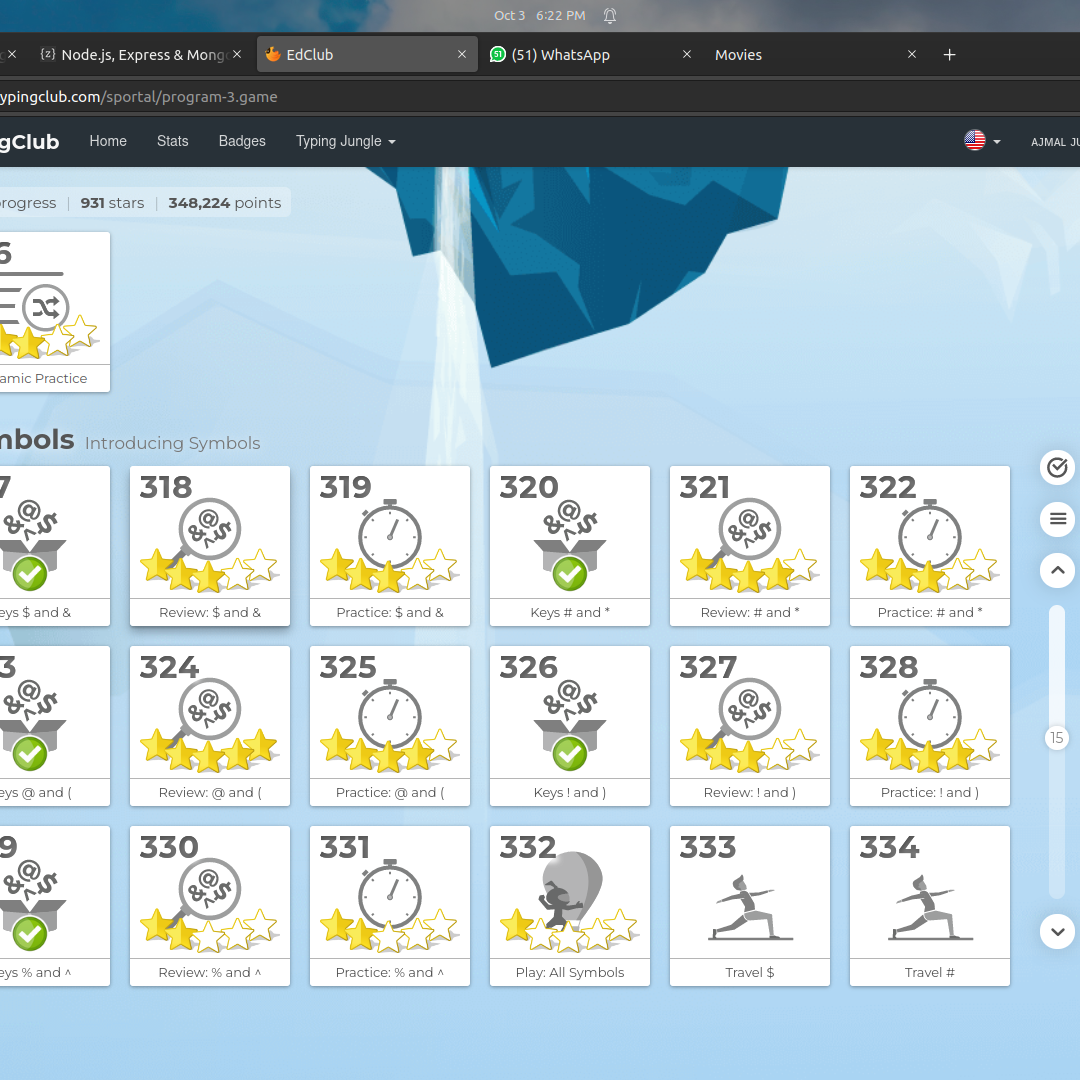 Oct 3 6:22 PM
Node.js, Express & Mong
EdClub
51 (51) WhatsApp
Movies
ypingclub.com/sportal/program-3.game
gClub Home Stats Badges Typing Jungle AJMAL JU
rogress | 931 stars | 348,224 points
6
amic Practice
mbols Introducing Symbols
7 318 319 320 321 322
eys $ and & Review: $ and & Practice: $ and & Keys # and * Review: # and * Practice: # and *
3 324 325 326 327 328
15
eys @ and ( Review: @ and ( Practice: @ and ( Keys ! and ) Review: ! and ) Practice: ! and )
9 330 331 332 333 334
eys % and ^ Review: % and ^ Practice: % and ^ Play: All Symbols Travel $ Travel #